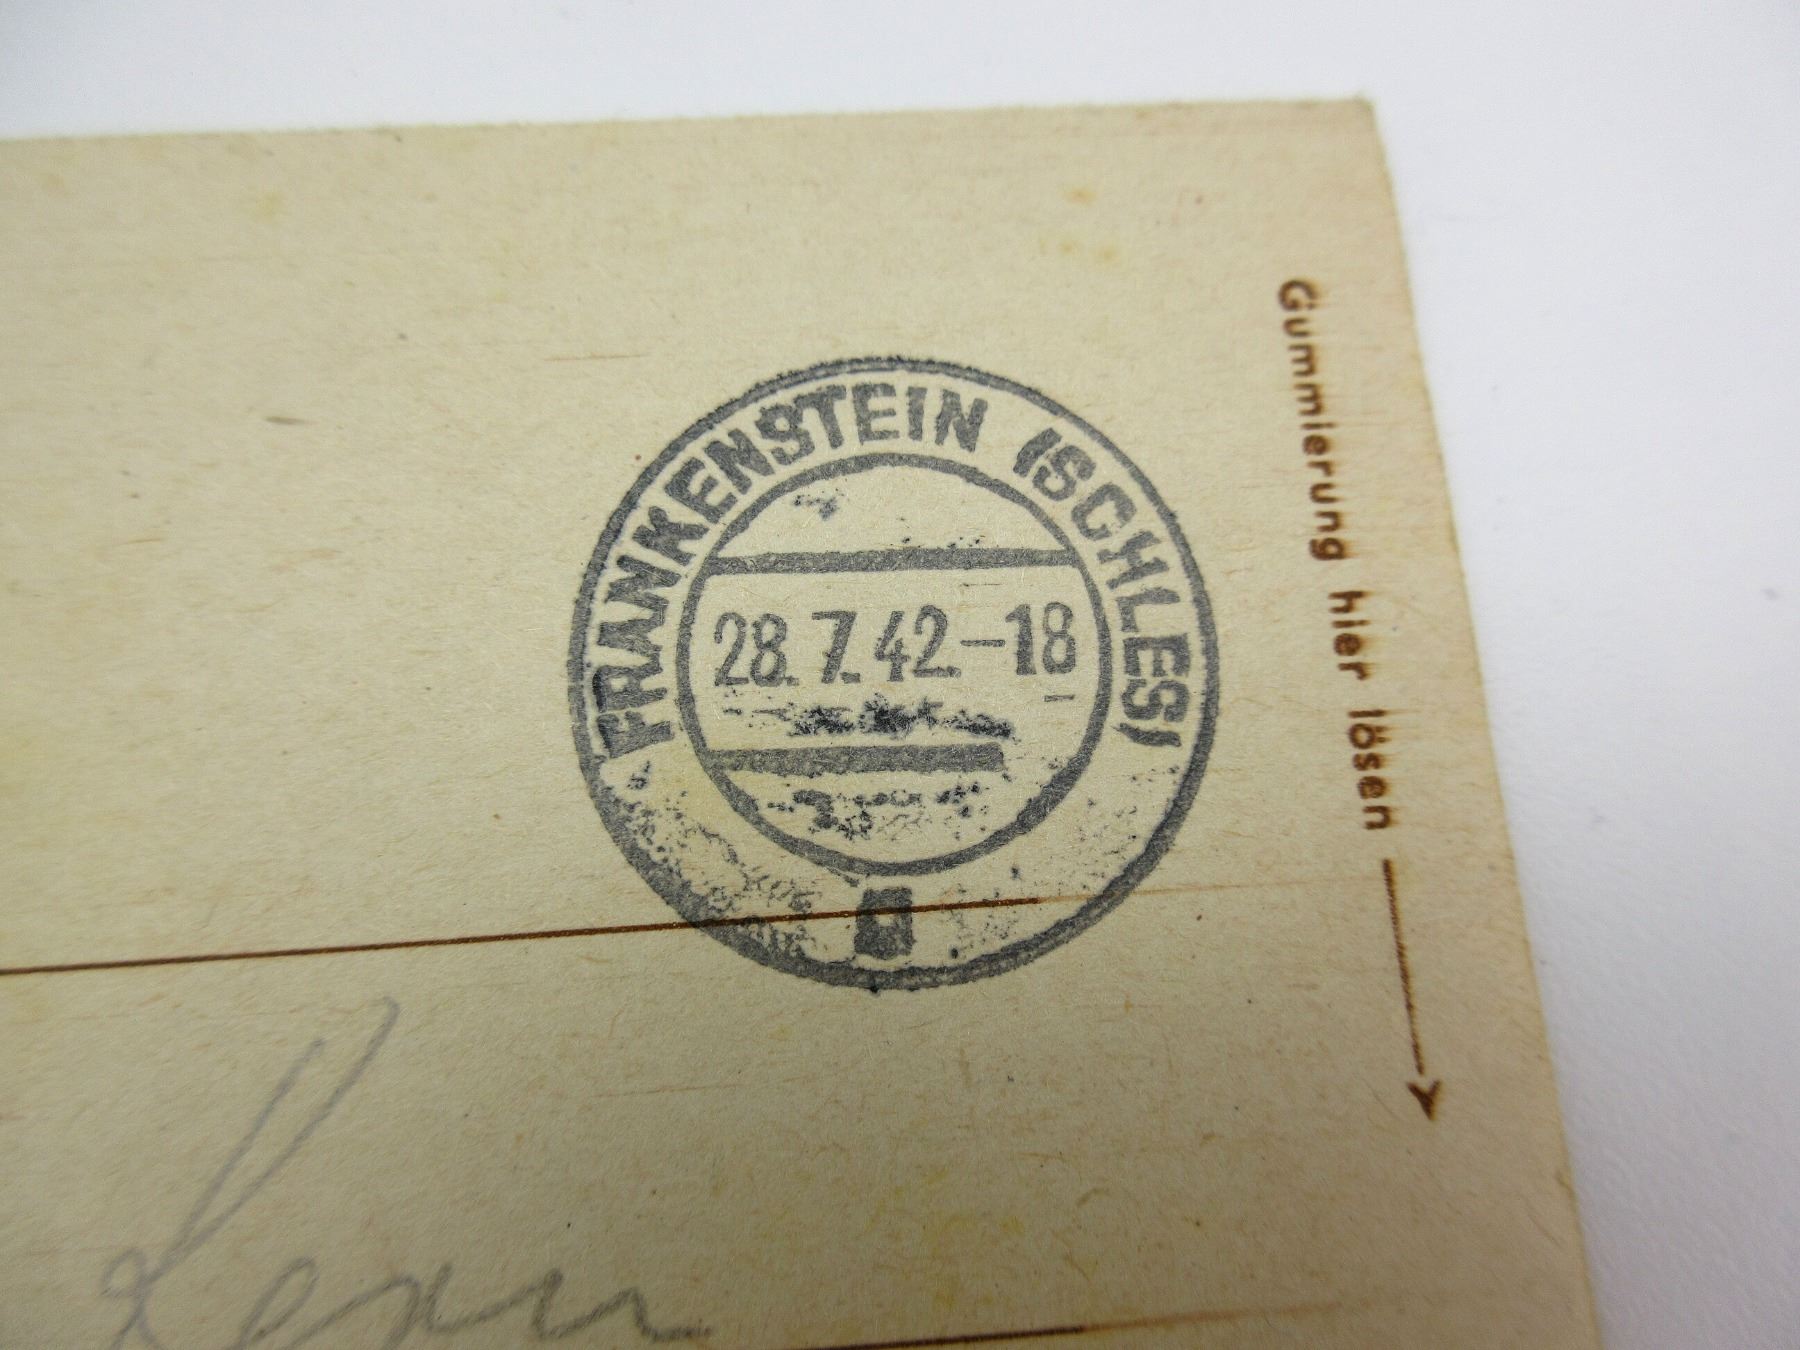 FRANKENSTEIN (SCHLES)
28.7.42.-18
Gummierung hier lösen